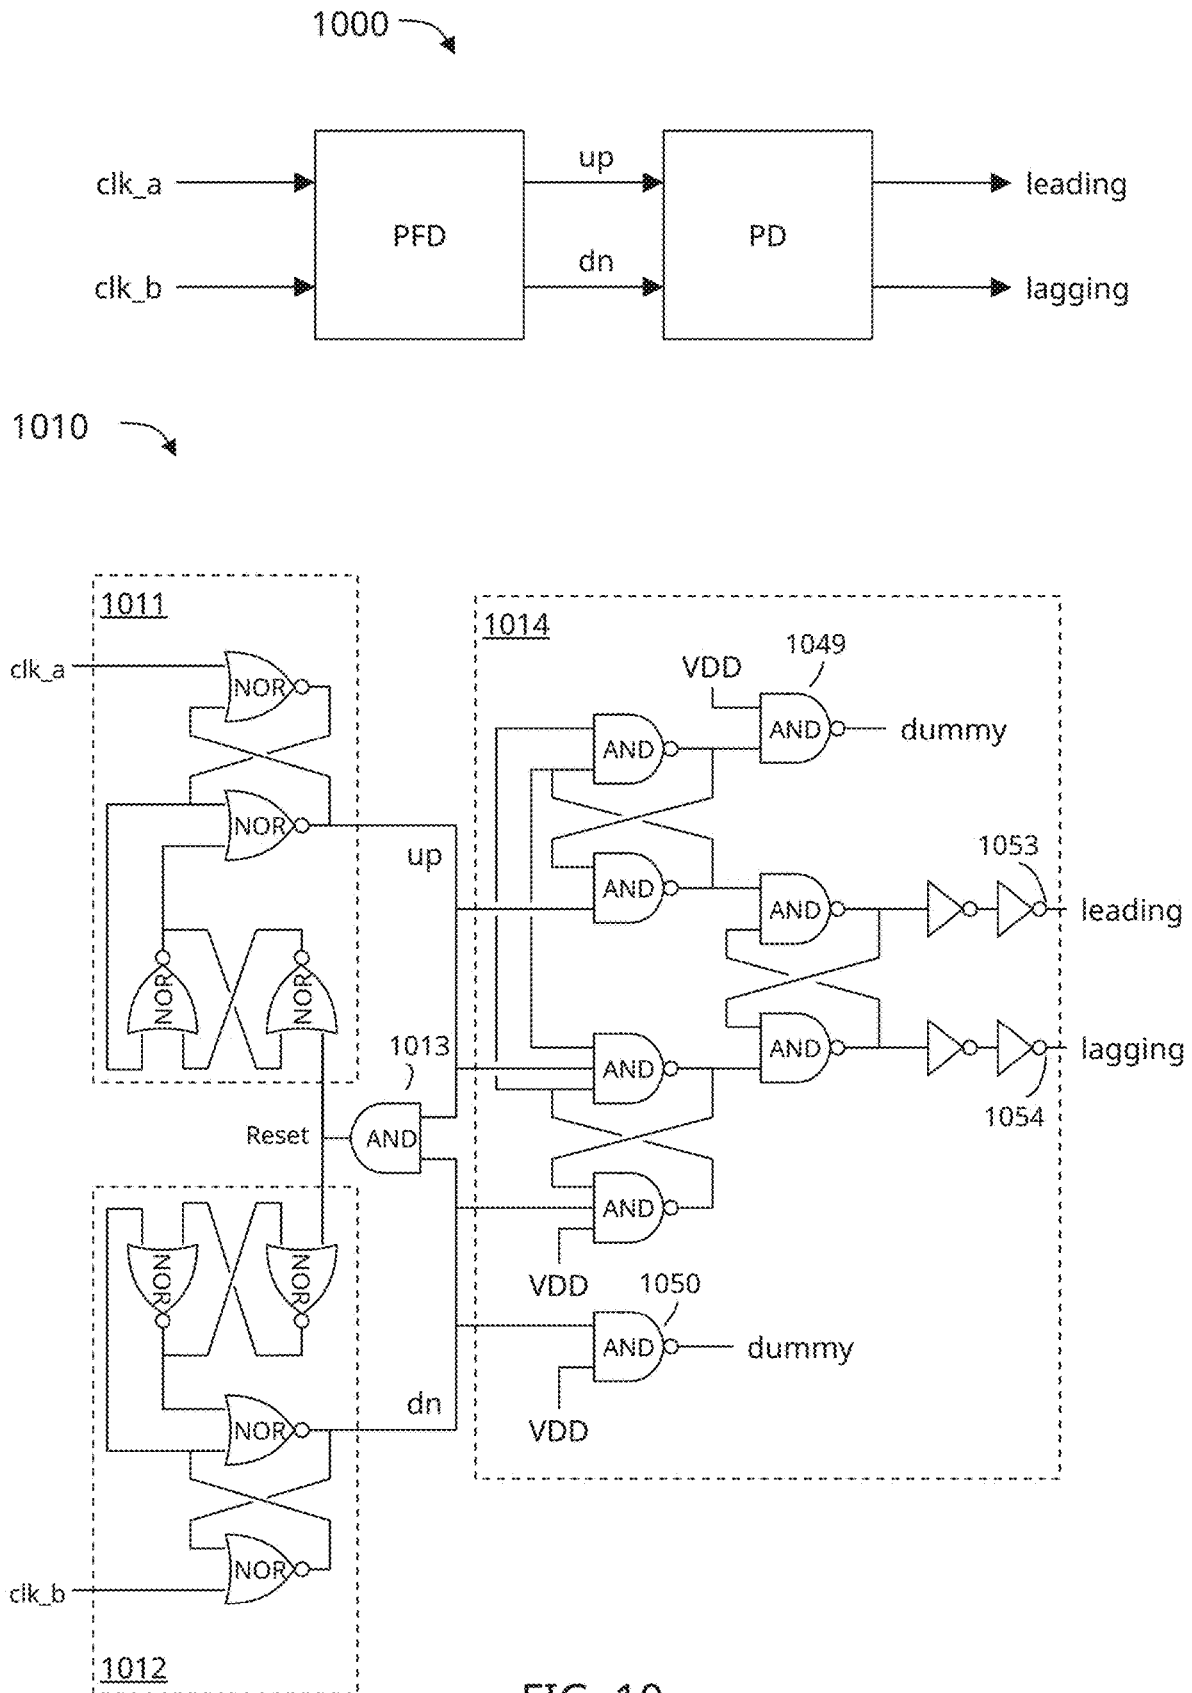 1000
clk_a
clk_b
PFD
up
dn
PD
leading
lagging
1010
1011
clk_a
NOR
NOR
NOR
NOR
up
1013
AND
Reset
NOR
NOR
NOR
dn
NOR
clk_b
1012
1014
VDD
1049
AND
AND
dummy
AND
AND
1053
leading
AND
AND
lagging
1054
AND
VDD
1050
AND
dummy
VDD
FIG. 10